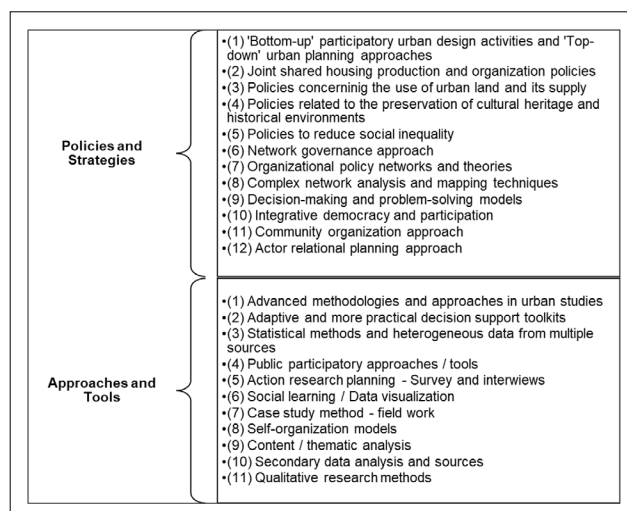 •(1) 'Bottom-up' participatory urban design activities and 'Top-
down' urban planning approaches
•(2) Joint shared housing production and organization policies
•(3) Policies concerninig the use of urban land and its supply
•(4) Policies related to the preservation of cultural heritage and
historical environments
•(5) Policies to reduce social inequality
Policies and
Strategies
•(6) Network governance approach
•(7) Organizational policy networks and theories
•(8) Complex network analysis and mapping techniques
•(9) Decision-making and problem-solving models
•(10) Integrative democracy and participation
•(11) Community organization approach
•(12) Actor relational planning approach
•(1) Advanced methodologies and approaches in urban studies
•(2) Adaptive and more practical decision support toolkits
•(3) Statistical methods and heterogeneous data from multiple
sources
•(4) Public participatory approaches / tools
Approaches and
Tools
•(5) Action research planning - Survey and interwiews
•(6) Social learning / Data visualization
•(7) Case study method - field work
•(8) Self-organization models
•(9) Content / thematic analysis
•(10) Secondary data analysis and sources
•(11) Qualitative research methods